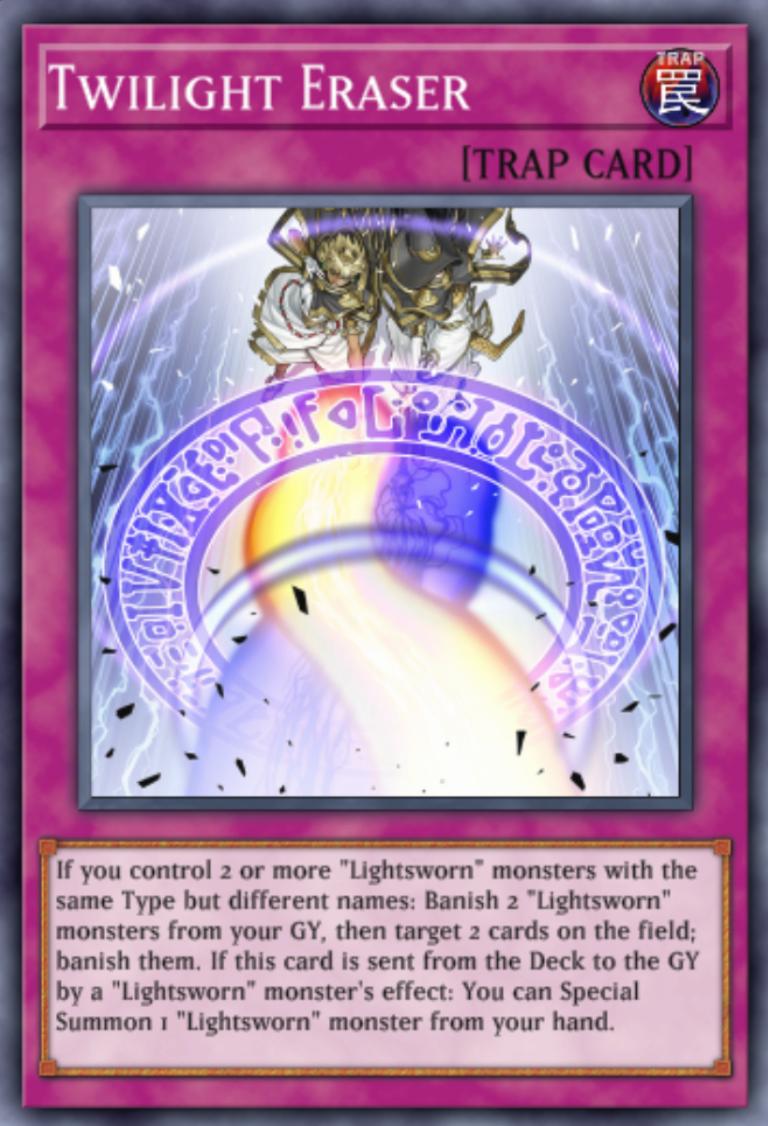 Twilight Eraser
TRAP
罠
[TRAP CARD]
If you control 2 or more "Lightsworn" monsters with the
same Type but different names: Banish 2 "Lightsworn"
monsters from your GY, then target 2 cards on the field;
banish them. If this card is sent from the Deck to the GY
by a "Lightsworn" monster's effect: You can Special
Summon 1 "Lightsworn" monster from your hand.